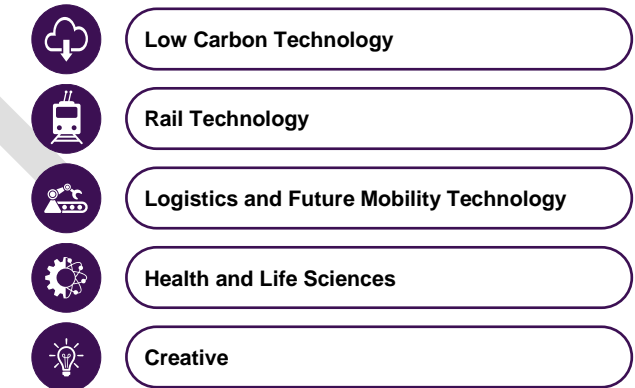 Low Carbon Technology
Rail Technology
Logistics and Future Mobility Technology
Health and Life Sciences
Creative